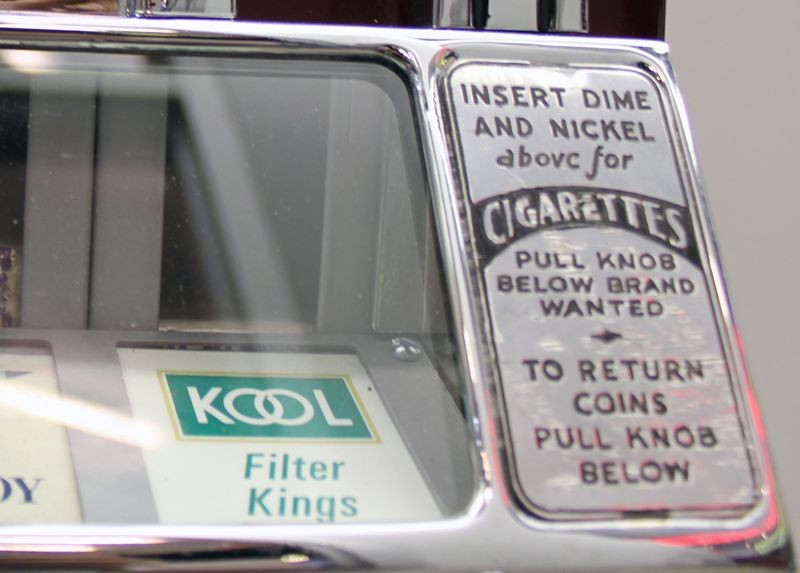 INSERT DIME
AND NICKEL
above for
CIGARETTES
PULL KNOB
BELOW BRAND
WANTED
TO RETURN
COINS
PULL KNOB
BELOW
KOOL
Filter
Kings
DY